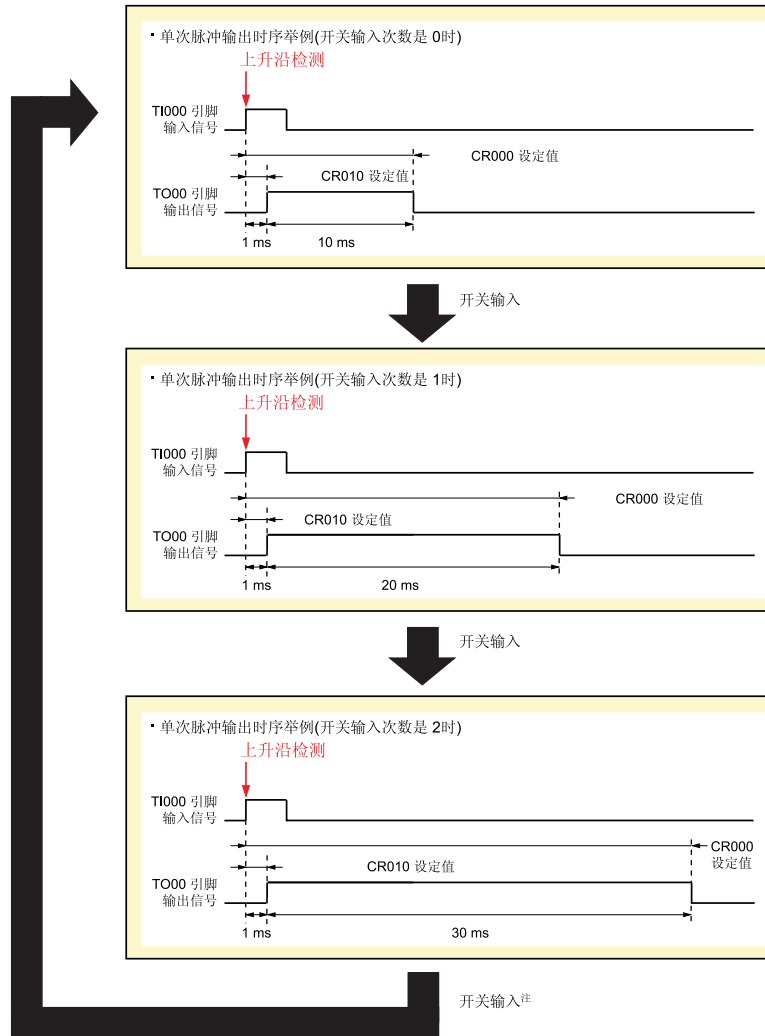 ▪ 单次脉冲输出时序举例(开关输入次数是 0时)
上升沿检测
TI000 引脚
输入信号
CR000 设定值
CR010 设定值
TO00 引脚
输出信号
1 ms
10 ms
开关输入
▪ 单次脉冲输出时序举例(开关输入次数是 1时)
上升沿检测
TI000 引脚
输入信号
CR000 设定值
CR010 设定值
TO00 引脚
输出信号
1 ms
20 ms
开关输入
▪ 单次脉冲输出时序举例(开关输入次数是 2时)
上升沿检测
TI000 引脚
输入信号
CR000
设定值
CR010 设定值
TO00 引脚
输出信号
1 ms
30 ms
开关输入注